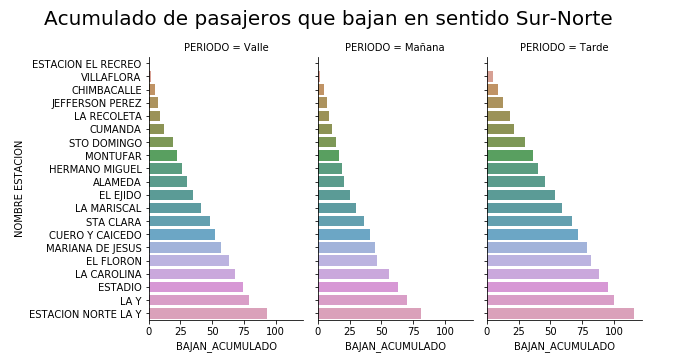 Acumulado de pasajeros que bajan en sentido Sur-Norte
PERIODO = Valle
PERIODO = Mañana
PERIODO = Tarde
NOMBRE ESTACION
ESTACION EL RECREO
VILLAFLORA
CHIMBACALLE
JEFFERSON PEREZ
LA RECOLETA
CUMANDA
STO DOMINGO
MONTUFAR
HERMANO MIGUEL
ALAMEDA
EL EJIDO
LA MARISCAL
STA CLARA
CUERO Y CAICEDO
MARIANA DE JESUS
EL FLORON
LA CAROLINA
ESTADIO
LA Y
ESTACION NORTE LA Y
0 25 50 75 100
0 25 50 75 100
0 25 50 75 100
BAJAN_ACUMULADO
BAJAN_ACUMULADO
BAJAN_ACUMULADO